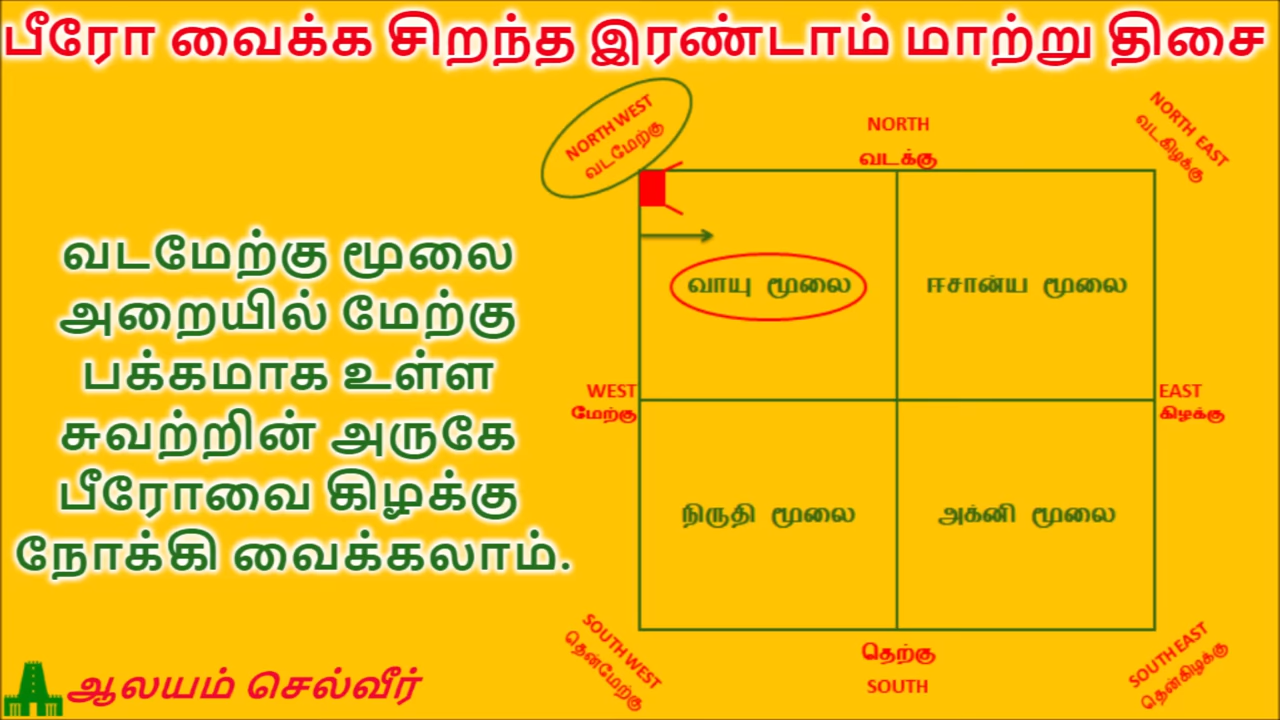 பீரோ வைக்க சிறந்த இரண்டாம் மாற்று திசை
NORTH WEST
வடமேற்கு
NORTH
வடக்கு
NORTH EAST
வடகிழக்கு
வடமேற்கு மூலை
அறையில் மேற்கு
பக்கமாக உள்ள
சுவற்றின் அருகே
பீரோவை கிழக்கு
நோக்கி வைக்கலாம்.
வாயு மூலை
ஈசான்ய மூலை
WEST
மேற்கு
EAST
கிழக்கு
நிருதி மூலை
அக்னி மூலை
SOUTH WEST
தென்மேற்கு
தெற்கு
SOUTH
SOUTH EAST
தென்கிழக்கு
ஆலயம் செல்வீர்